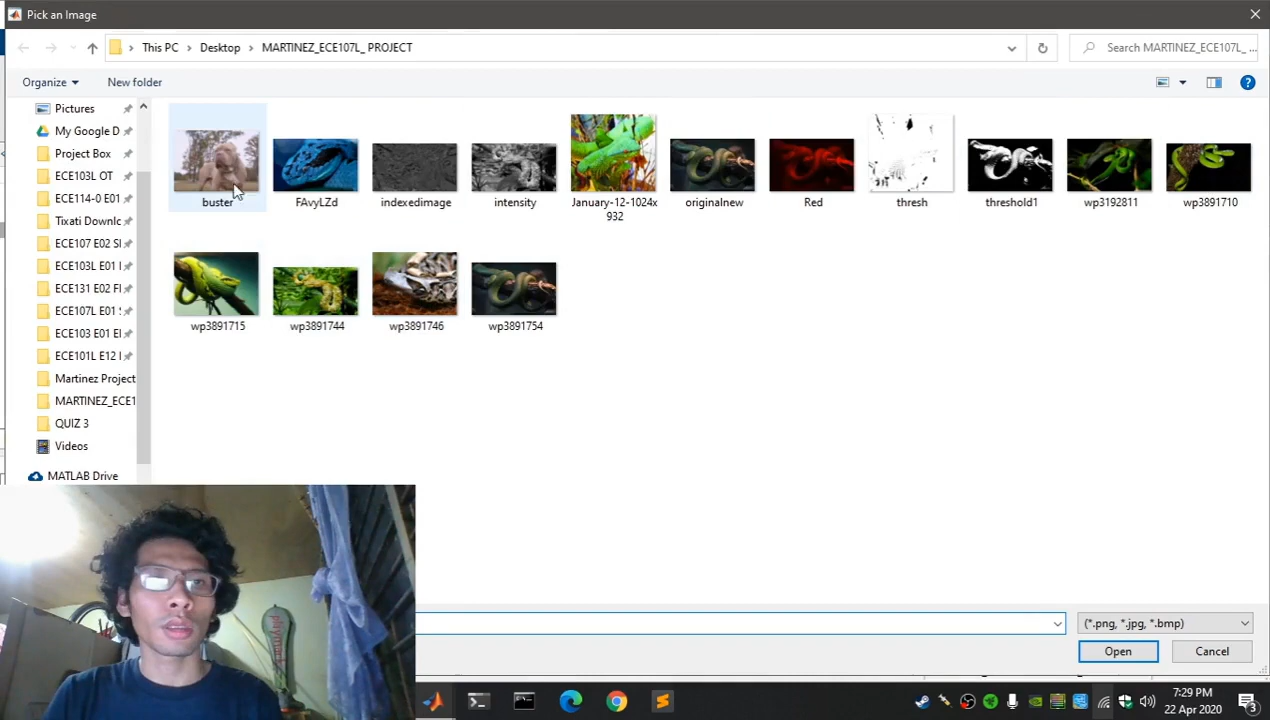 Pick an Image
This PC > Desktop > MARTINEZ_ECE107L_ PROJECT
Search MARTINEZ_ECE107L_ ...
Organize
New folder
Pictures
My Google D
Project Box
ECE103L OT
ECE114-0 E01
Tixati Downlc
ECE107 E02 SI
ECE103L E01 I
ECE131 E02 FI
ECE107L E01 S
ECE103 E01 EI
ECE101L E12 I
Martinez Project
MARTINEZ_ECE1
QUIZ 3
Videos
MATLAB Drive
buster
FAvyLZd
indexedimage
intensity
January-12-1024x
932
originalnew
Red
thresh
threshold1
wp3192811
wp3891710
wp3891715
wp3891744
wp3891746
wp3891754
(*.png, *.jpg, *.bmp)
Open
Cancel
7:29 PM
22 Apr 2020
3